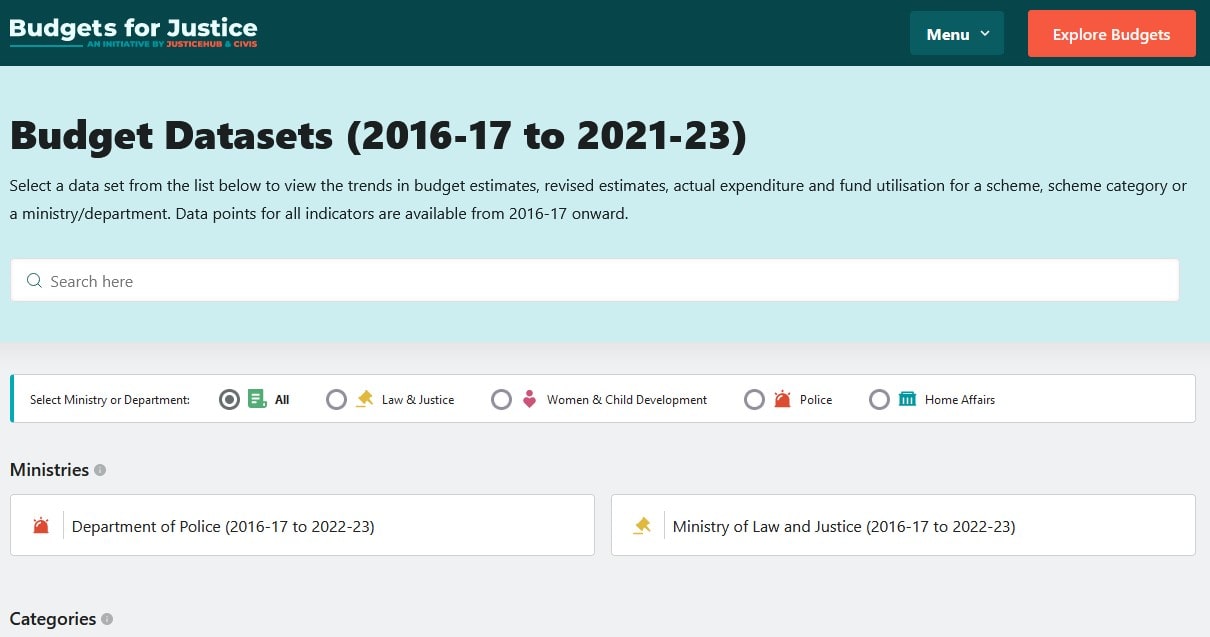 Budgets for Justice
AN INITIATIVE BY JUSTICEHUB & CIVIS
Menu
Explore Budgets
Budget Datasets (2016-17 to 2021-23)
Select a data set from the list below to view the trends in budget estimates, revised estimates, actual expenditure and fund utilisation for a scheme, scheme category or
a ministry/department. Data points for all indicators are available from 2016-17 onward.
Search here
Select Ministry or Department:
All
Law & Justice
Women & Child Development
Police
Home Affairs
Ministries
Department of Police (2016-17 to 2022-23)
Ministry of Law and Justice (2016-17 to 2022-23)
Categories